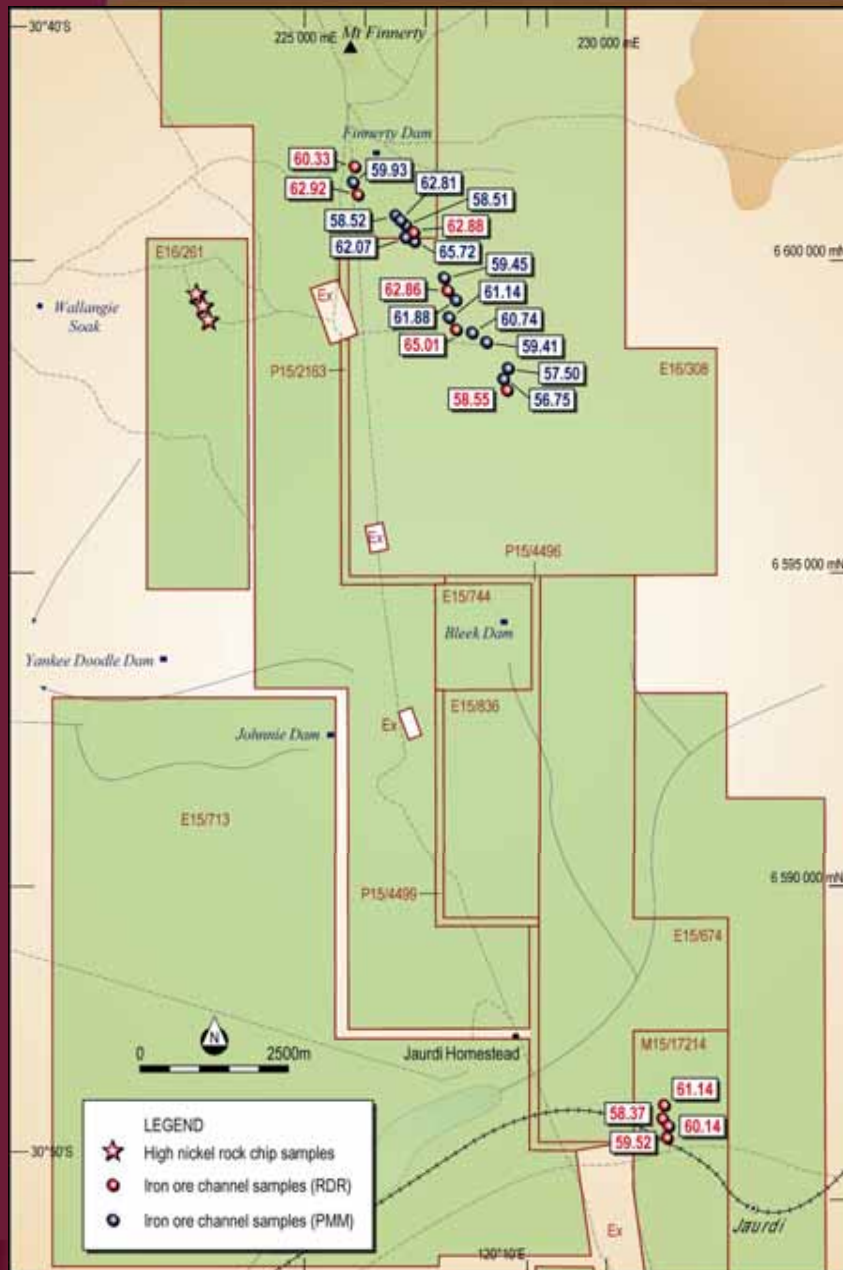 30°40'S
225 000 mE
230 000 mE
Mt Finnerty
Finnerty Dam
60.33
59.93
62.81
62.92
58.51
58.52
62.88
62.07
65.72
6 600 000 mN
E16/261
59.45
Ex
62.86
61.14
Wallangie
Soak
61.88
60.74
65.01
59.41
P15/2163
E16/308
57.50
58.55
56.75
Ex
P15/4496
6 595 000 mN
E15/744
Bleek Dam
Yankee Doodle Dam
E15/836
Ex
Johnnie Dam
E15/713
P15/4499
6 590 000 mN
E15/674
N
0
2500m
Jaurdi Homestead
M15/17214
61.14
58.37
60.14
59.52
30°50'S
LEGEND
High nickel rock chip samples
Iron ore channel samples (RDR)
Iron ore channel samples (PMM)
Jaurdi
Ex
120°10'E